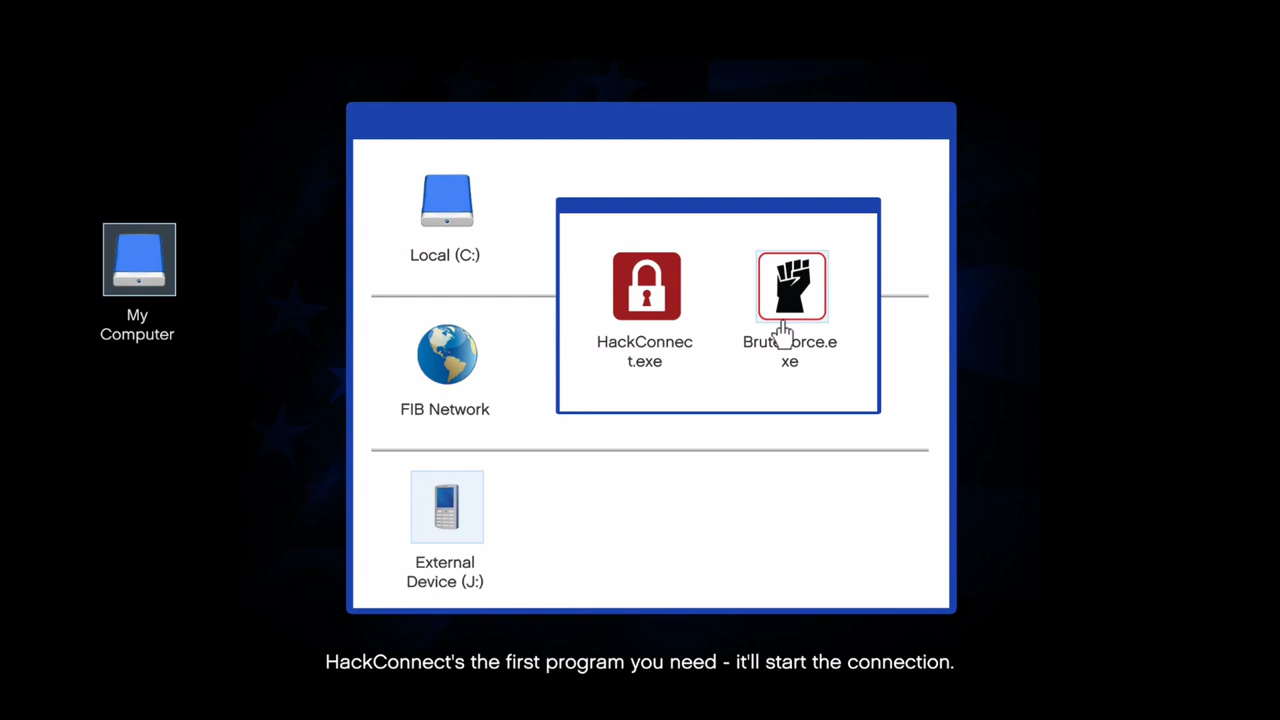 Local (C:)
HackConnec
t.exe
BruteForce.e
xe
My
Computer
FIB Network
External
Device (J:)
HackConnect's the first program you need - it'll start the connection.